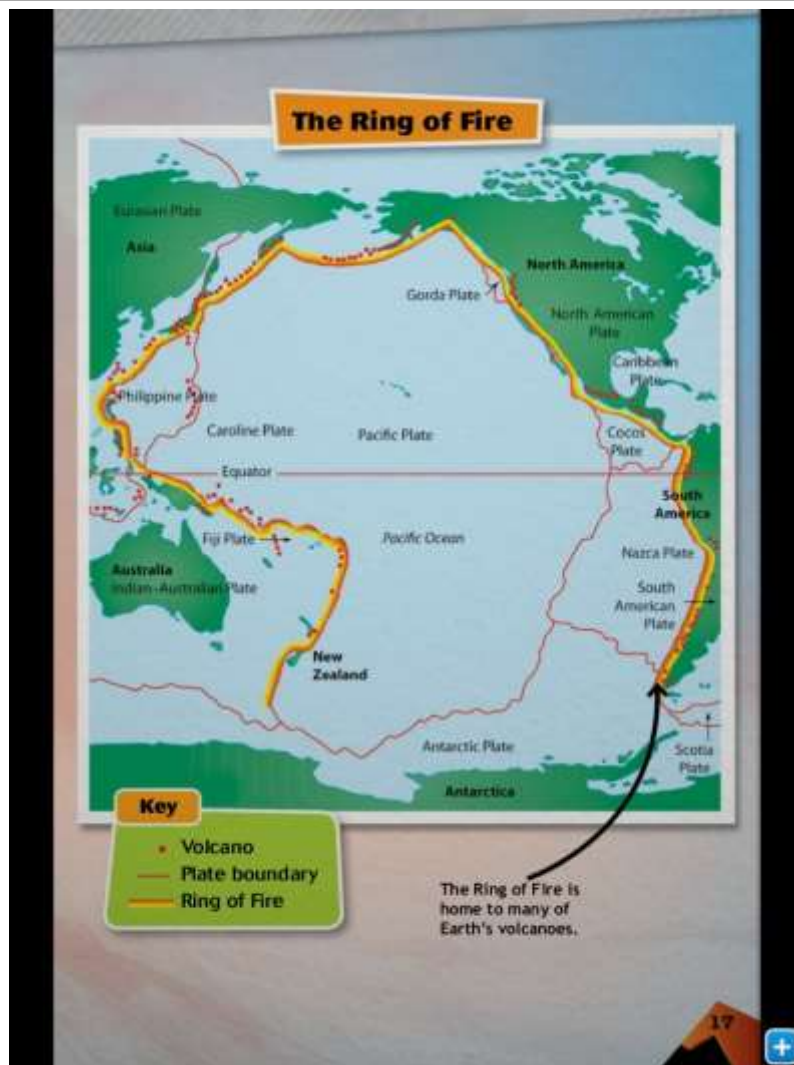 The Ring of Fire
Eurasian Plate
Asia
North America
Gorda Plate
North American
Plate
Caribbean
Plate
Philippine Plate
Caroline Plate
Pacific Plate
Cocos
Plate
Equator
South
America
Fiji Plate
Pacific Ocean
Nazca Plate
Australia
Indian-Australian Plate
South
American
Plate
New
Zealand
Antarctic Plate
Scotia
Plate
Antarctica
Key
Volcano
Plate boundary
Ring of Fire
The Ring of Fire is
home to many of
Earth's volcanoes.
17